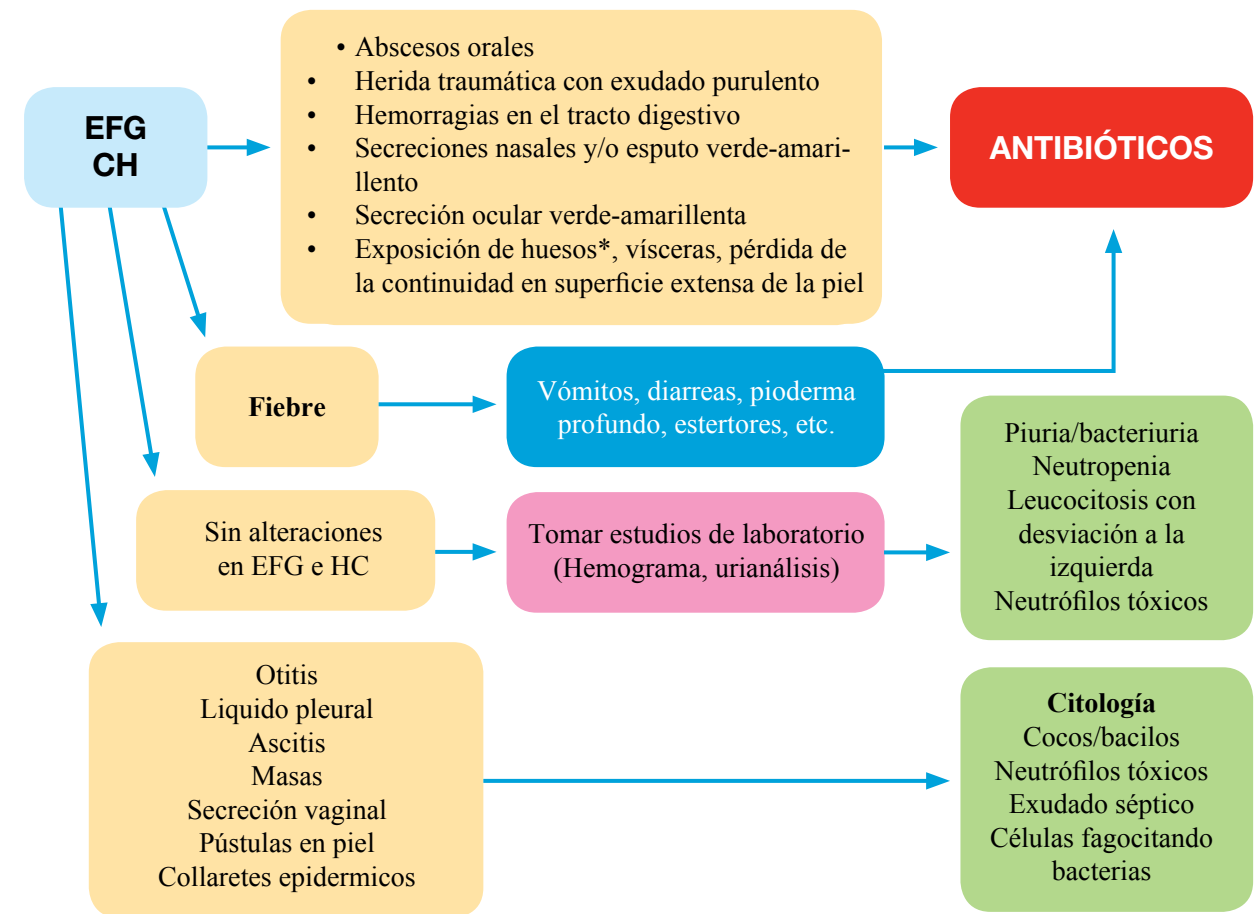 EFG
CH
• Abscesos orales
• Herida traumática con exudado purulento
• Hemorragias en el tracto digestivo
• Secreciones nasales y/o esputo verde-amari-
llento
• Secreción ocular verde-amarillenta
• Exposición de huesos*, vísceras, pérdida de
la continuidad en superficie extensa de la piel
ANTIBIÓTICOS
Fiebre
Vómitos, diarreas, pioderma
profundo, estertores, etc.
Sin alteraciones
en EFG e HC
Tomar estudios de laboratorio
(Hemograma, urianálisis)
Piuria/bacteriuria
Neutropenia
Leucocitosis con
desviación a la
izquierda
Neutrófilos tóxicos
Otitis
Liquido pleural
Ascitis
Masas
Secreción vaginal
Pústulas en piel
Collaretes epidermicos
Citología
Cocos/bacilos
Neutrófilos tóxicos
Exudado séptico
Células fagocitando
bacterias